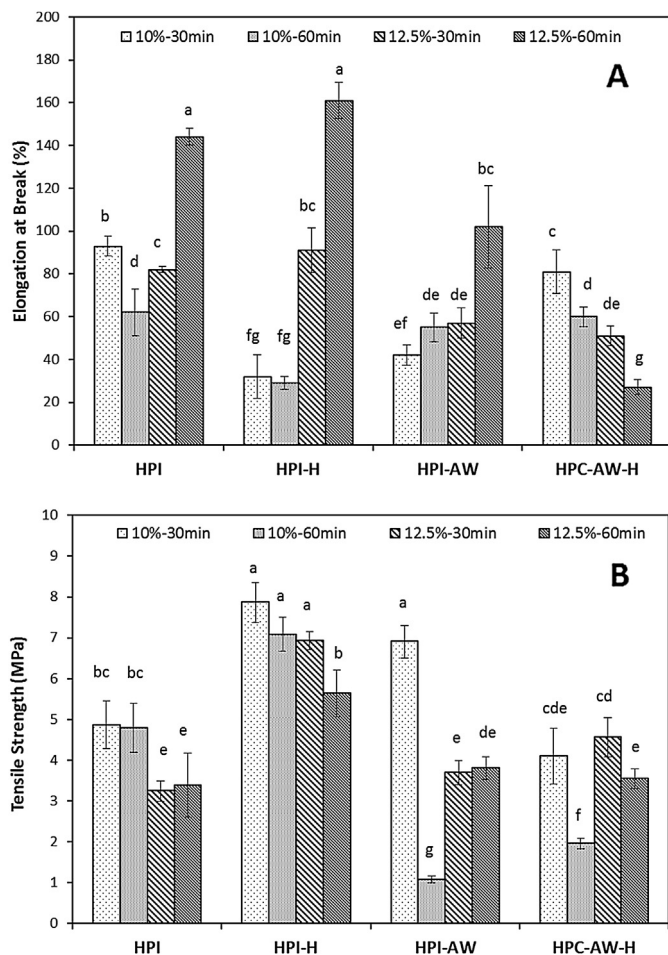 200
180
160
140
120
100
80
60
40
20
0
Elongation at Break (%)
10%-30min 10%-60min 12.5%-30min 12.5%-60min
A
b d c a
fg fg bc a
ef de de bc
c d de g
HPI HPI-H HPI-AW HPC-AW-H
10
9
8
7
6
5
4
3
2
1
0
Tensile Strength (MPa)
10%-30min 10%-60min 12.5%-30min 12.5%-60min
B
bc bc e e
a a a b
a g e de
cde f cd e
HPI HPI-H HPI-AW HPC-AW-H